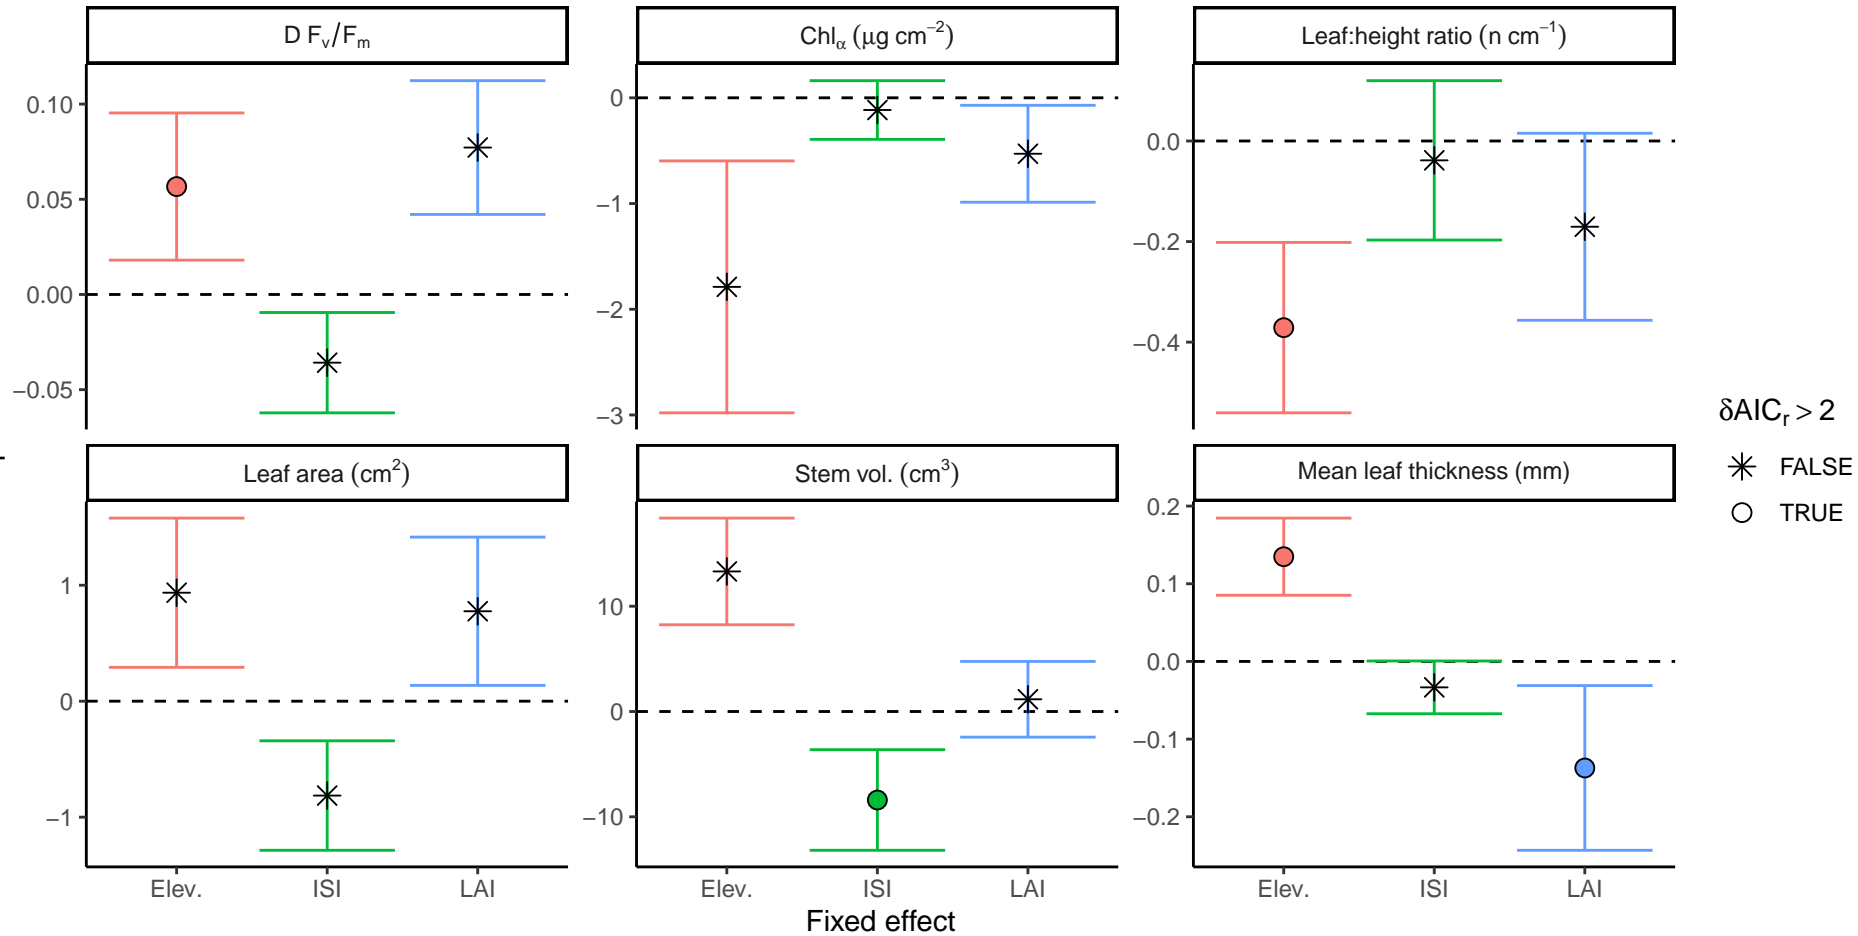 D Fv/Fm
Chlα (μg cm−2)
Leaf:height ratio (n cm−1)
0.10
0.05
0.00
−0.05
0
−1
−2
−3
0.0
−0.2
−0.4
δAICr > 2
FALSE
TRUE
Leaf area (cm2)
Stem vol. (cm3)
Mean leaf thickness (mm)
1
0
−1
10
0
−10
0.2
0.1
0.0
−0.1
−0.2
Elev. ISI LAI
Elev. ISI LAI
Elev. ISI LAI
Fixed effect